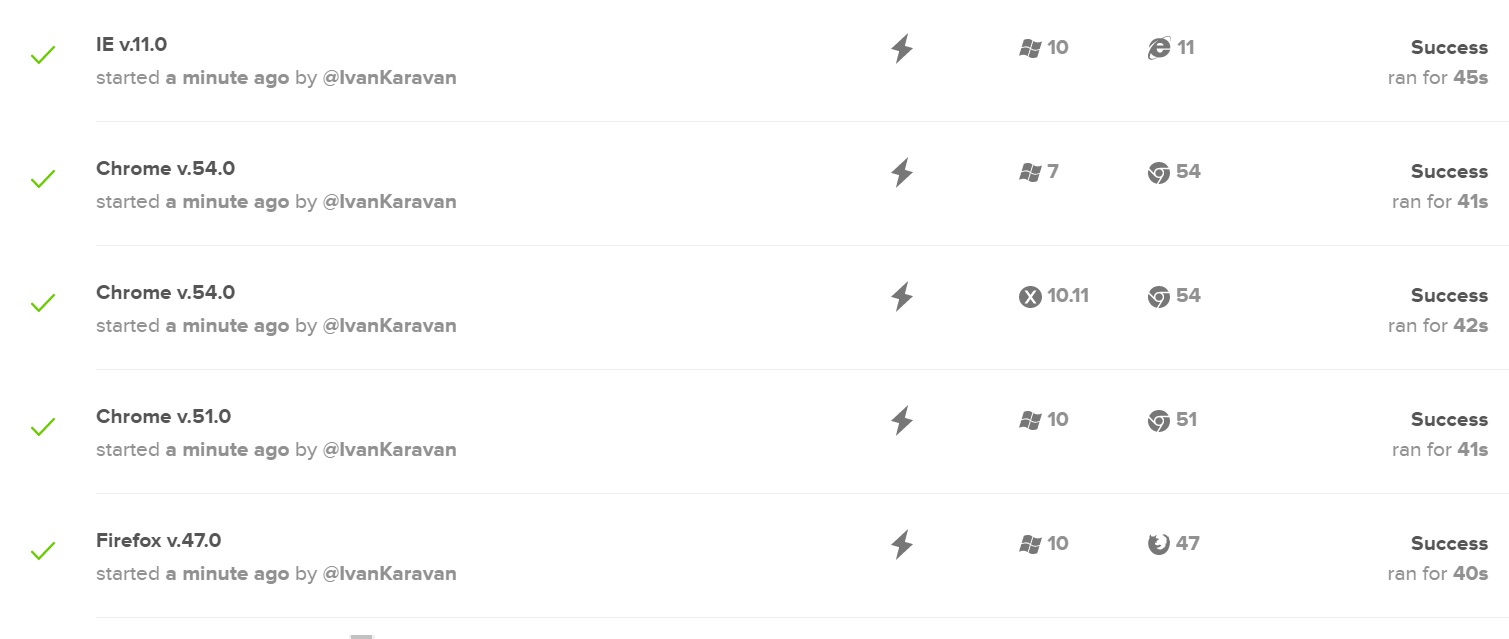 IE v.11.0
started a minute ago by @IvanKaravan
10
11
Success
ran for 45s
Chrome v.54.0
started a minute ago by @IvanKaravan
7
54
Success
ran for 41s
Chrome v.54.0
started a minute ago by @IvanKaravan
10.11
54
Success
ran for 42s
Chrome v.51.0
started a minute ago by @IvanKaravan
10
51
Success
ran for 41s
Firefox v.47.0
started a minute ago by @IvanKaravan
10
47
Success
ran for 40s